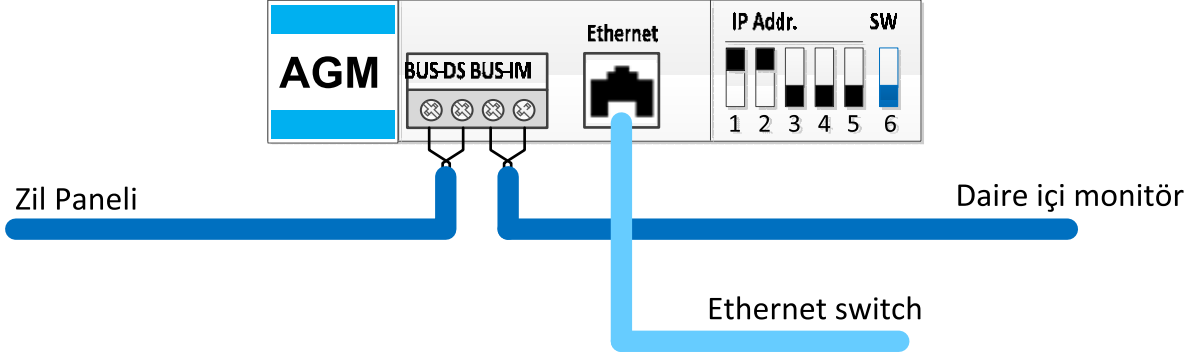 AGM
BUS-DS BUS-IM
Ethernet
IP Addr.
SW
1 2 3 4 5 6
Zil Paneli
Daire içi monitör
Ethernet switch